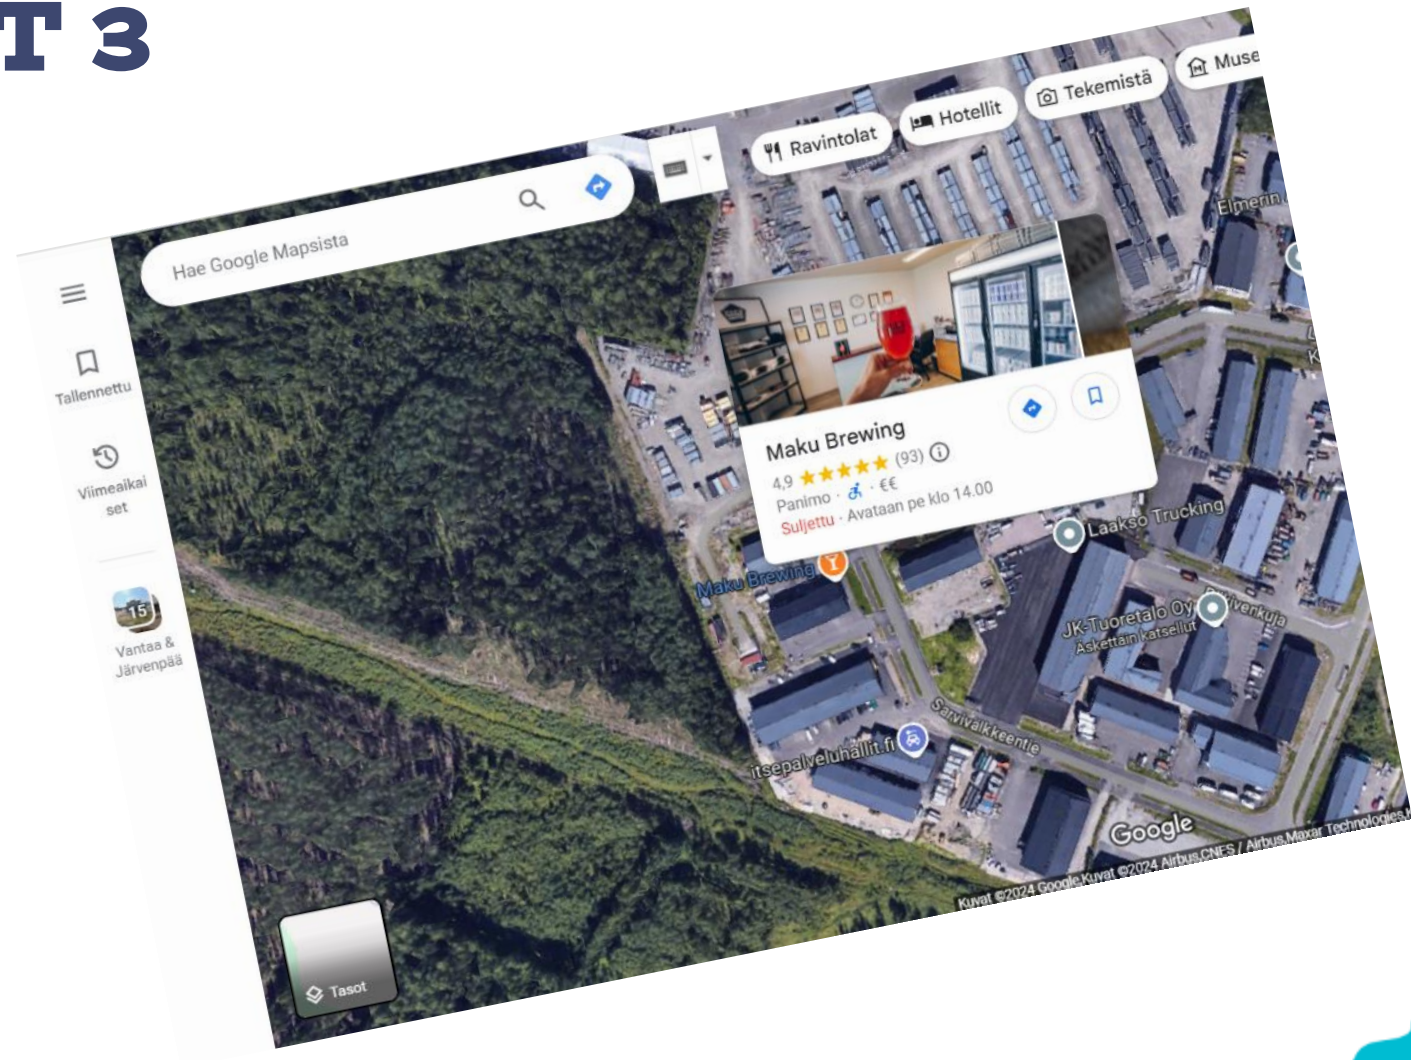 T 3
Ravintolat
Hotellit
Tekemistä
Muse
Hae Google Mapsista
Elmerin
Tallennettu
Viimeaikai
set
15
Vantaa &
Järvenpää
Maku Brewing
4,9 (93)
Panimo · · €€
Suljettu · Avataan pe klo 14.00
Laakso Trucking
Maku Brewing
JK-Tuoretalo Oy
Äskettäin katsellut
Sarvivalkkeentie
itsepalveluhallit.fi
Google
Kuvat ©2024 Google,Kuvat ©2024 Airbus,CNES / Airbus,Maxar Technologies,
Tasot